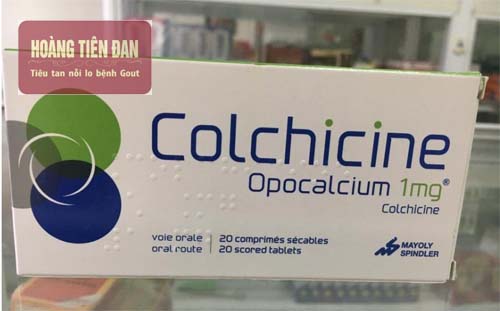 HOÀNG TIÊN ĐAN
Tiêu tan nỗi lo bệnh Gout
Colchicine
Opocalcium 1mg®
Colchicine
voie orale 20 comprimés sécables
oral route 20 scored tablets
MAYOLY
SPINDLER